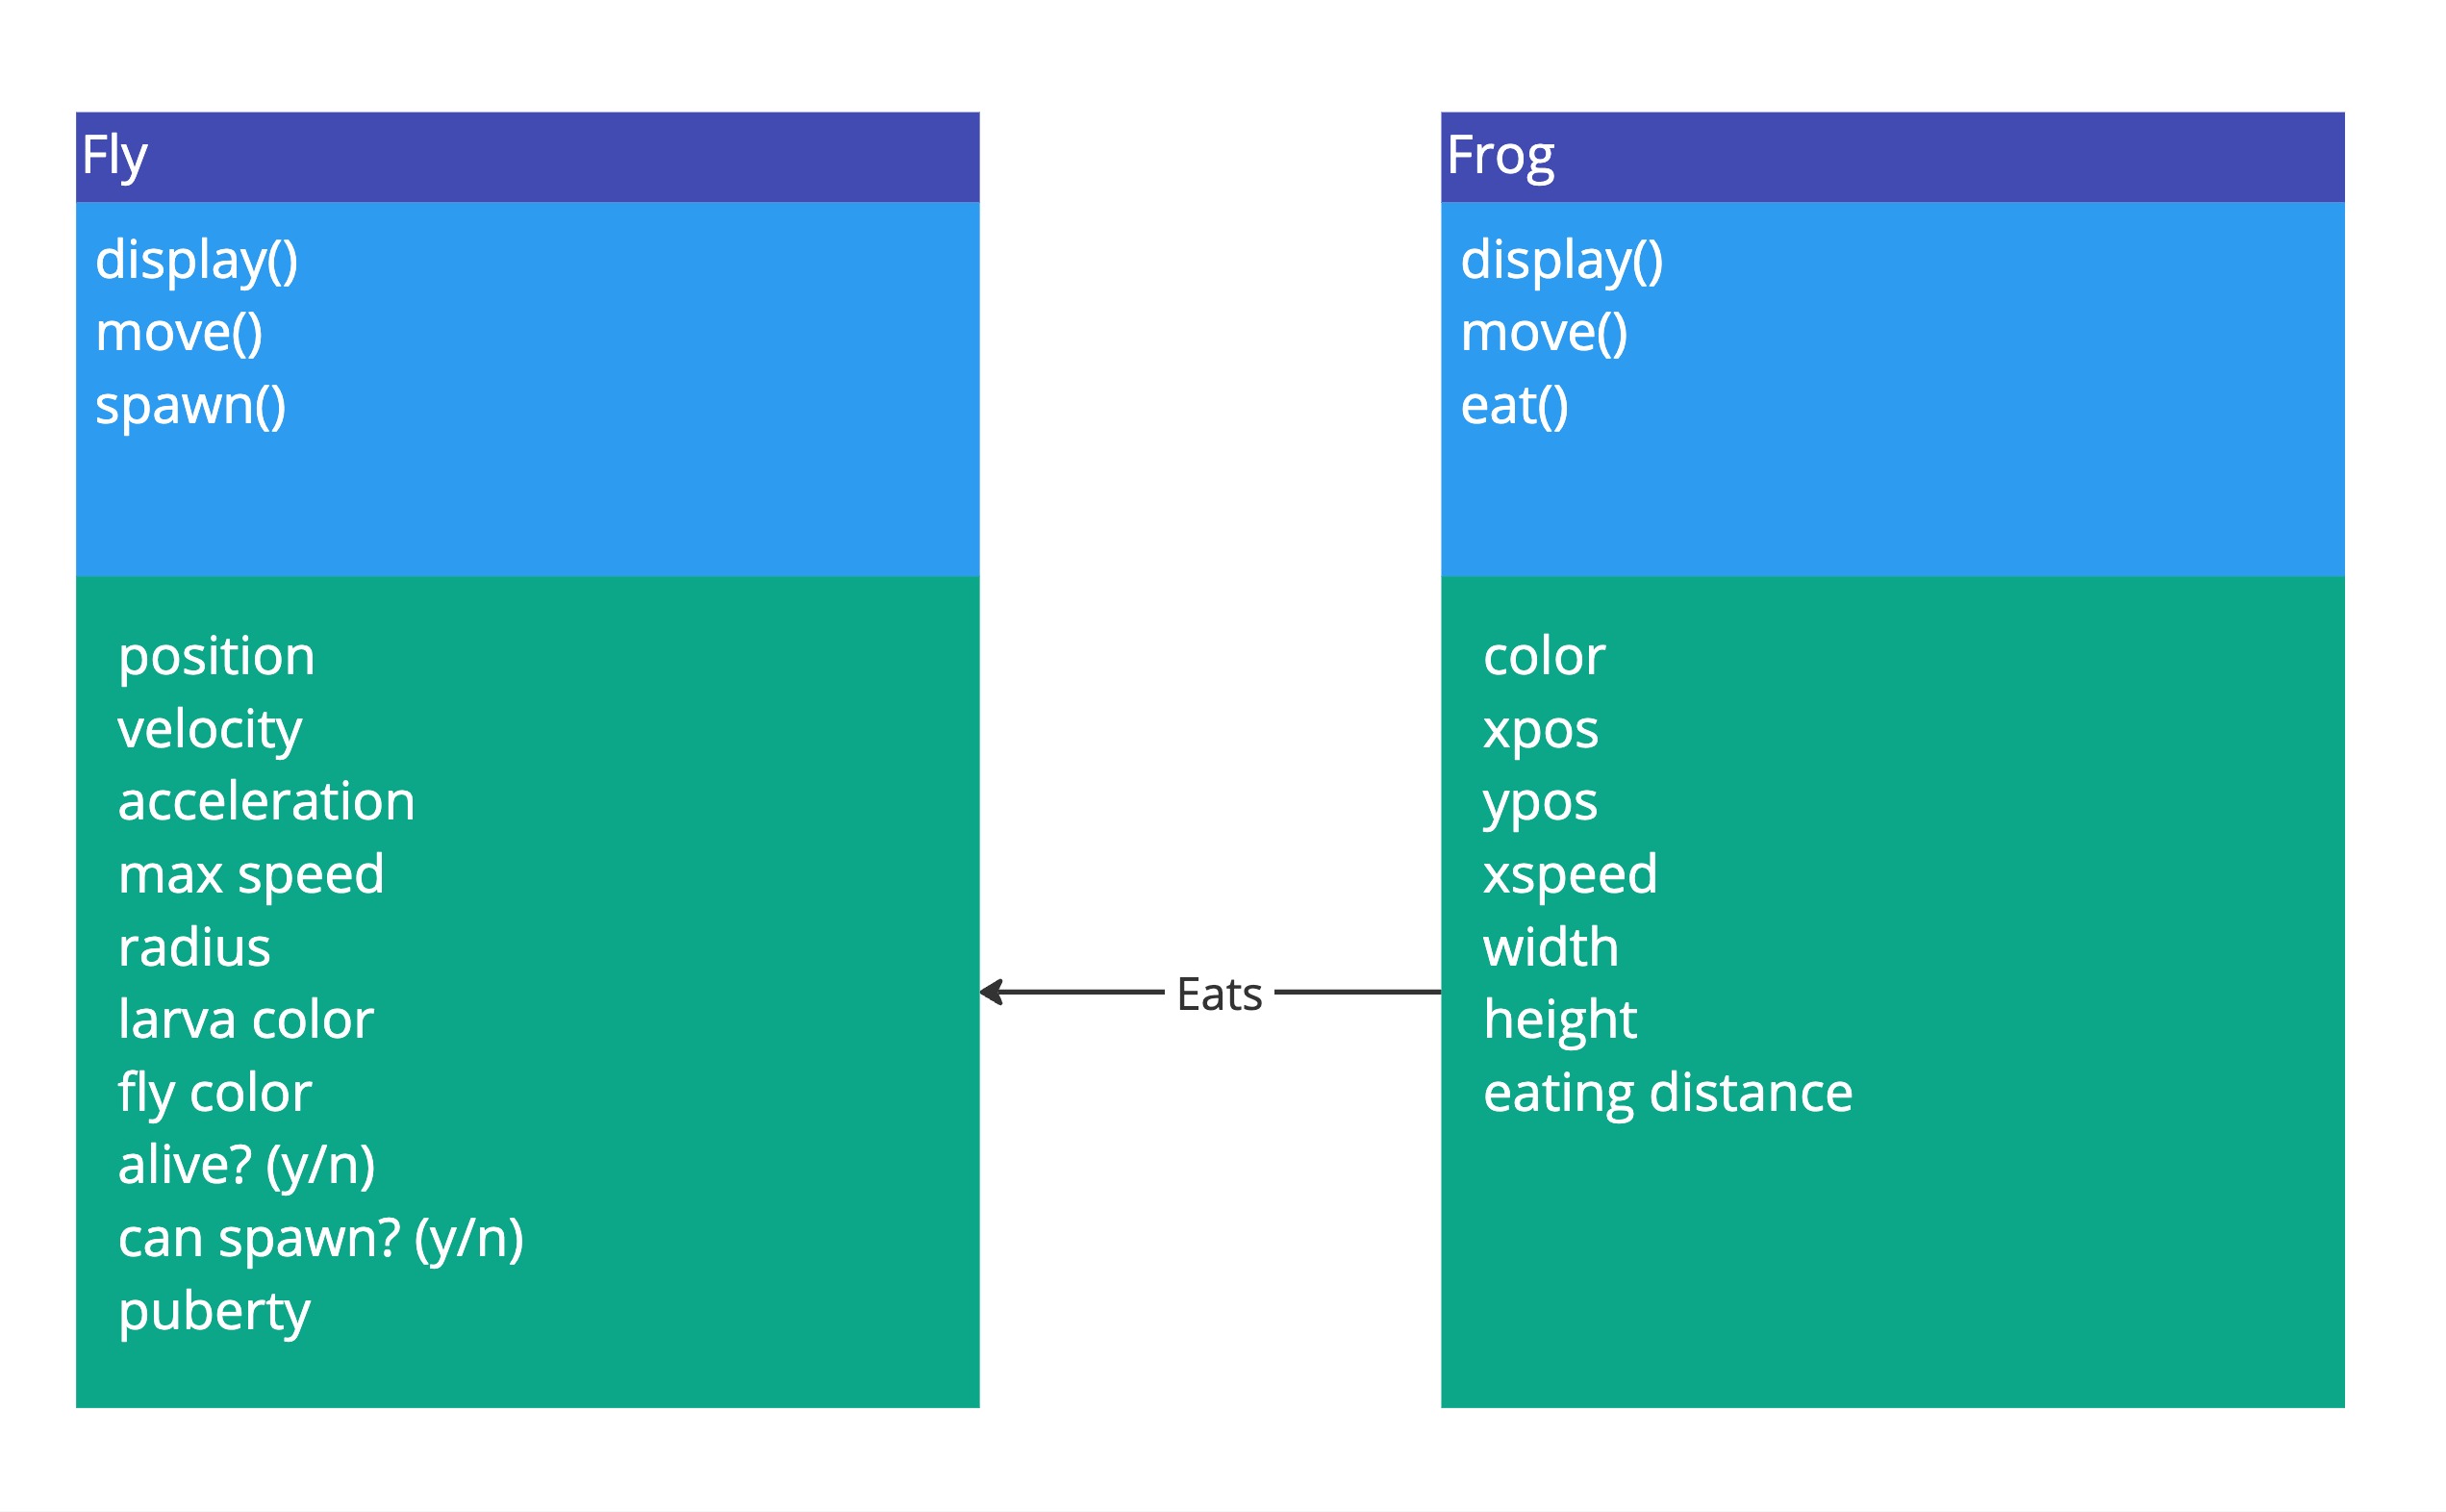 Fly
display()
move()
spawn()
position
velocity
acceleration
max speed
radius
larva color
fly color
alive? (y/n)
can spawn? (y/n)
puberty
Eats
Frog
display()
move()
eat()
color
xpos
ypos
xspeed
width
height
eating distance